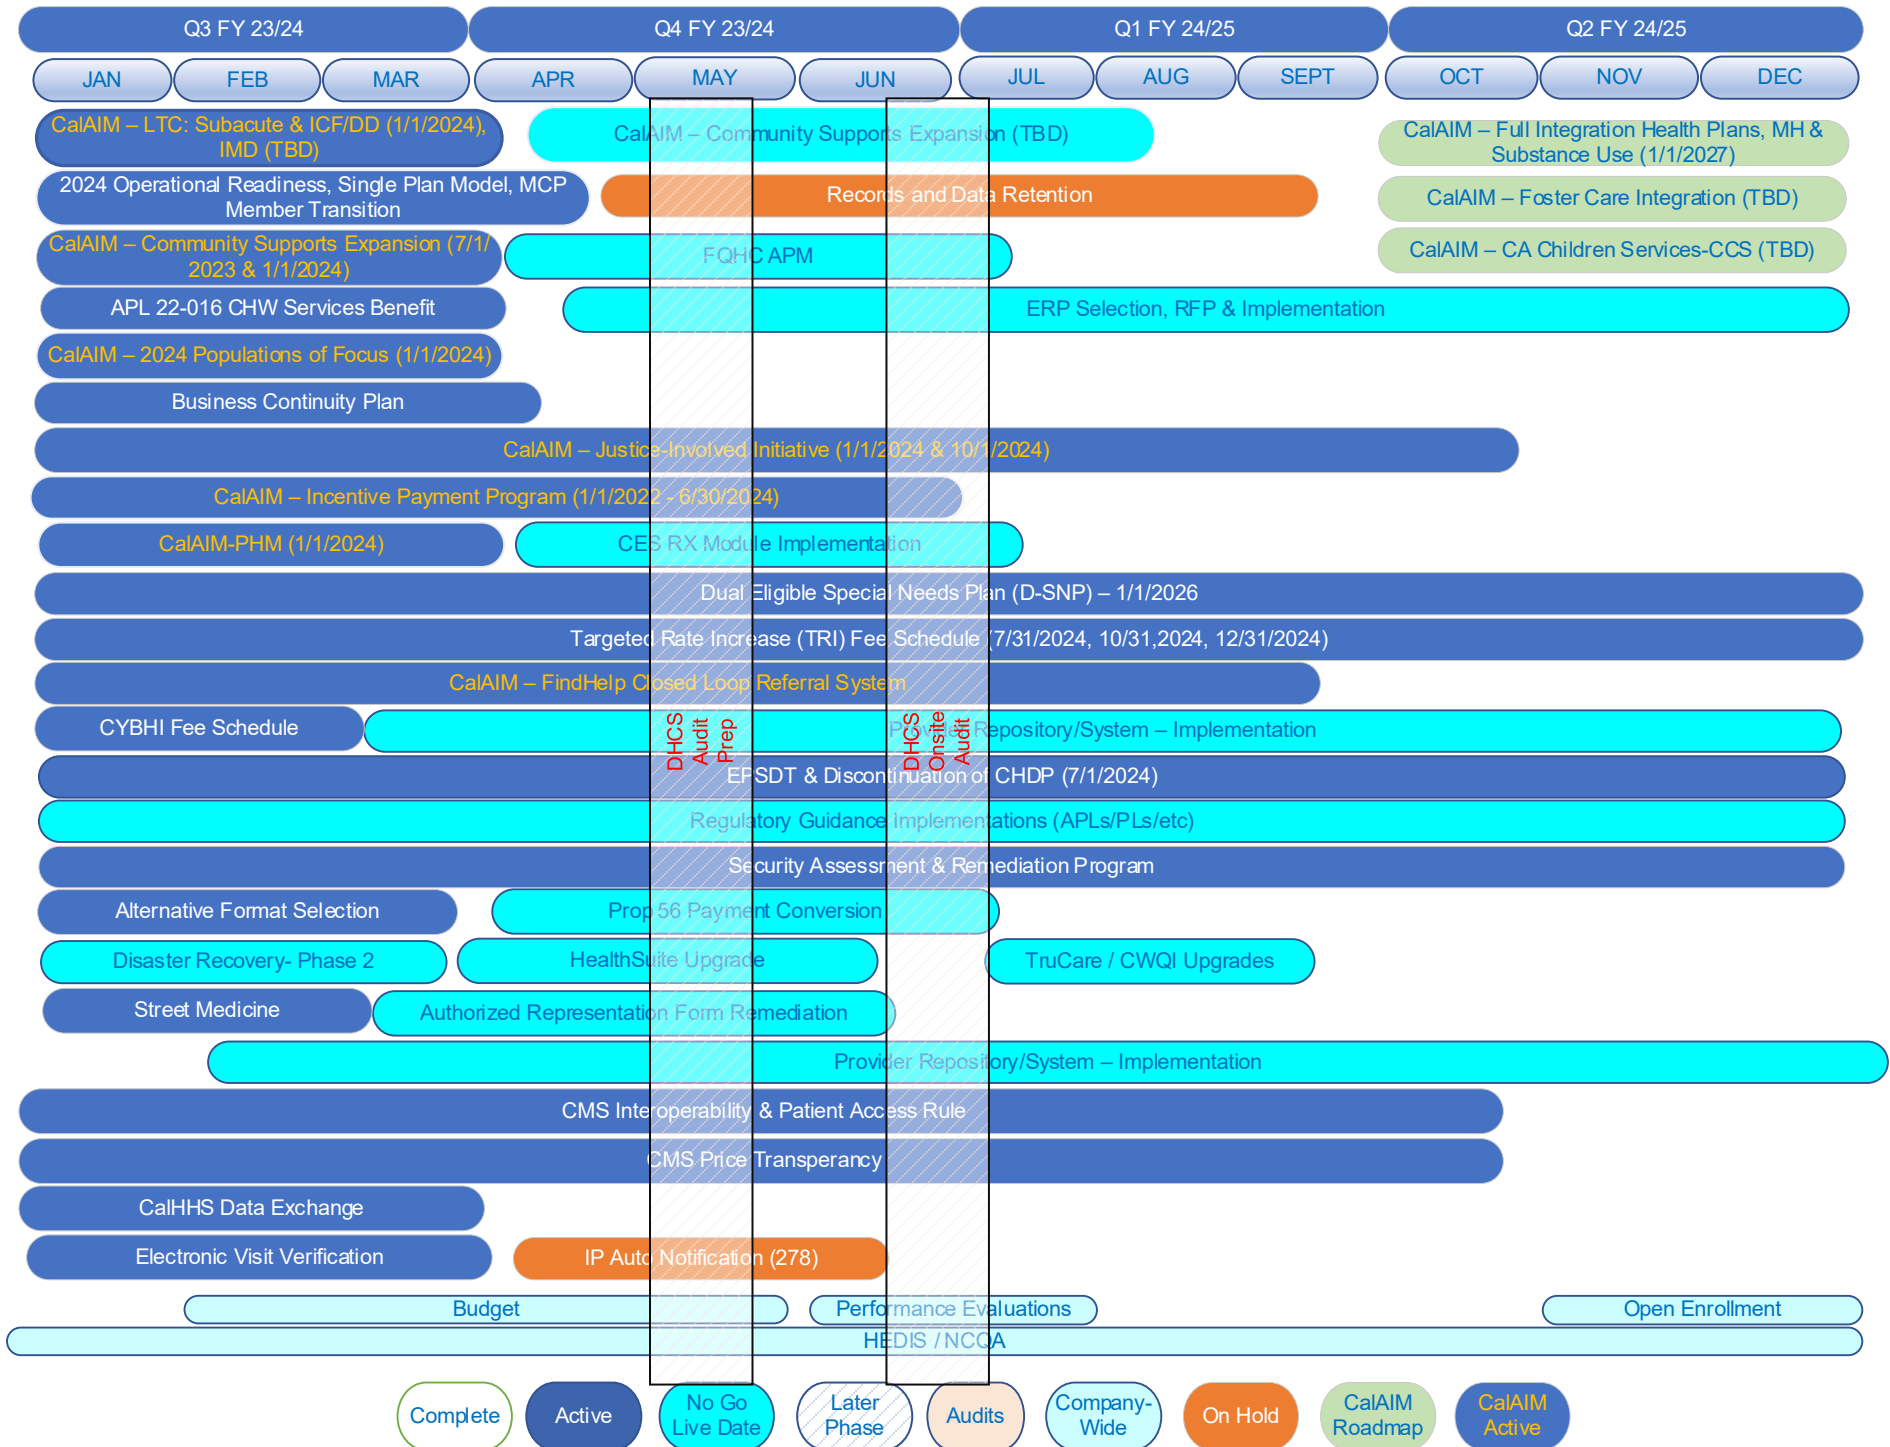 Q3 FY 23/24
Q4 FY 23/24
Q1 FY 24/25
Q2 FY 24/25
JAN
FEB
MAR
APR
MAY
JUN
JUL
AUG
SEPT
OCT
NOV
DEC
CalAIM – LTC: Subacute & ICF/DD (1/1/2024),
IMD (TBD)
CalAIM – Community Supports Expansion (TBD)
CalAIM – Full Integration Health Plans, MH &
Substance Use (1/1/2027)
2024 Operational Readiness, Single Plan Model, MCP
Member Transition
Records and Data Retention
CalAIM – Foster Care Integration (TBD)
CalAIM – Community Supports Expansion (7/1/
2023 & 1/1/2024)
FQHC APM
CalAIM – CA Children Services-CCS (TBD)
APL 22-016 CHW Services Benefit
ERP Selection, RFP & Implementation
CalAIM – 2024 Populations of Focus (1/1/2024)
Business Continuity Plan
CalAIM – Justice-Involved Initiative (1/1/2024 & 10/1/2024)
CalAIM – Incentive Payment Program (1/1/2022 - 6/30/2024)
CalAIM-PHM (1/1/2024)
CES RX Module Implementation
Dual Eligible Special Needs Plan (D-SNP) – 1/1/2026
Targeted Rate Increase (TRI) Fee Schedule (7/31/2024, 10/31,2024, 12/31/2024)
CalAIM – FindHelp Closed Loop Referral System
CYBHI Fee Schedule
Provider Repository/System – Implementation
DHCS
Audit
Prep
DHCS
Onsite
Audit
EPSDT & Discontinuation of CHDP (7/1/2024)
Regulatory Guidance Implementations (APLs/PLs/etc)
Security Assessment & Remediation Program
Alternative Format Selection
Prop 56 Payment Conversion
Disaster Recovery- Phase 2
HealthSuite Upgrade
TruCare / CWQI Upgrades
Street Medicine
Authorized Representation Form Remediation
Provider Repository/System – Implementation
CMS Interoperability & Patient Access Rule
CMS Price Transperancy
CalHHS Data Exchange
Electronic Visit Verification
IP Auto Notification (278)
Budget
Performance Evaluations
Open Enrollment
HEDIS / NCQA
Complete
Active
No Go
Live Date
Later
Phase
Audits
Company-
Wide
On Hold
CalAIM
Roadmap
CalAIM
Active